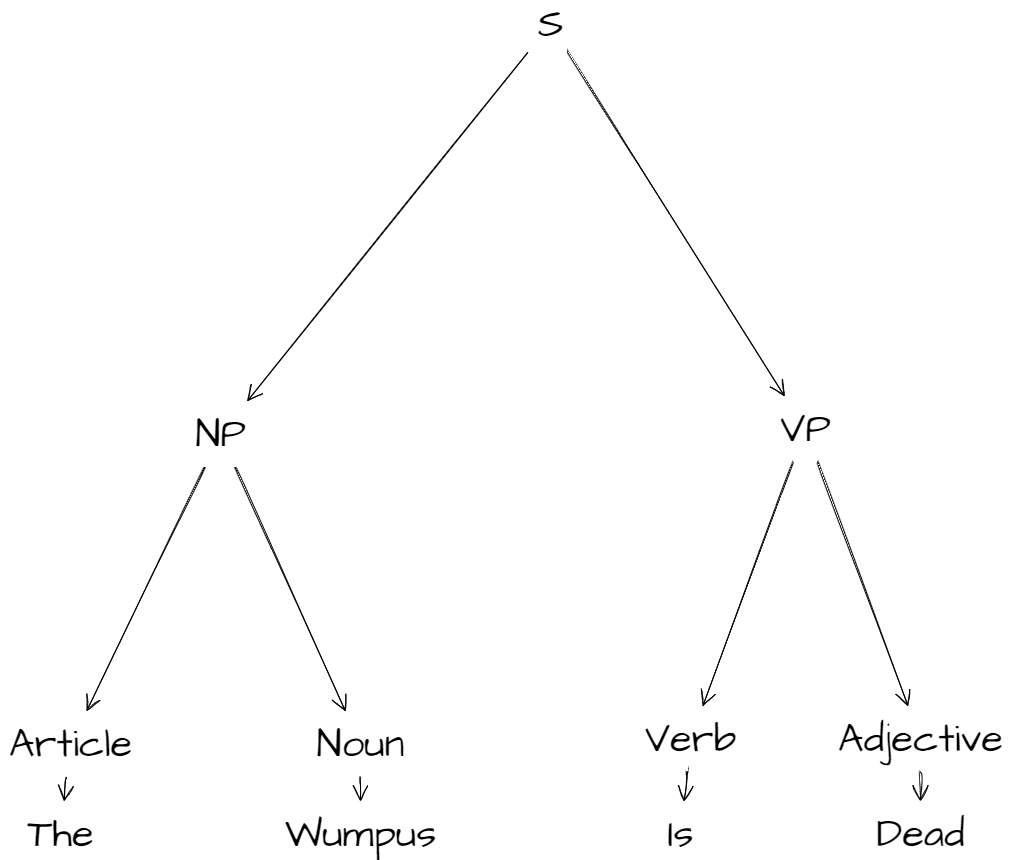 S
NP VP
Article Noun Verb Adjective
The Wumpus Is Dead